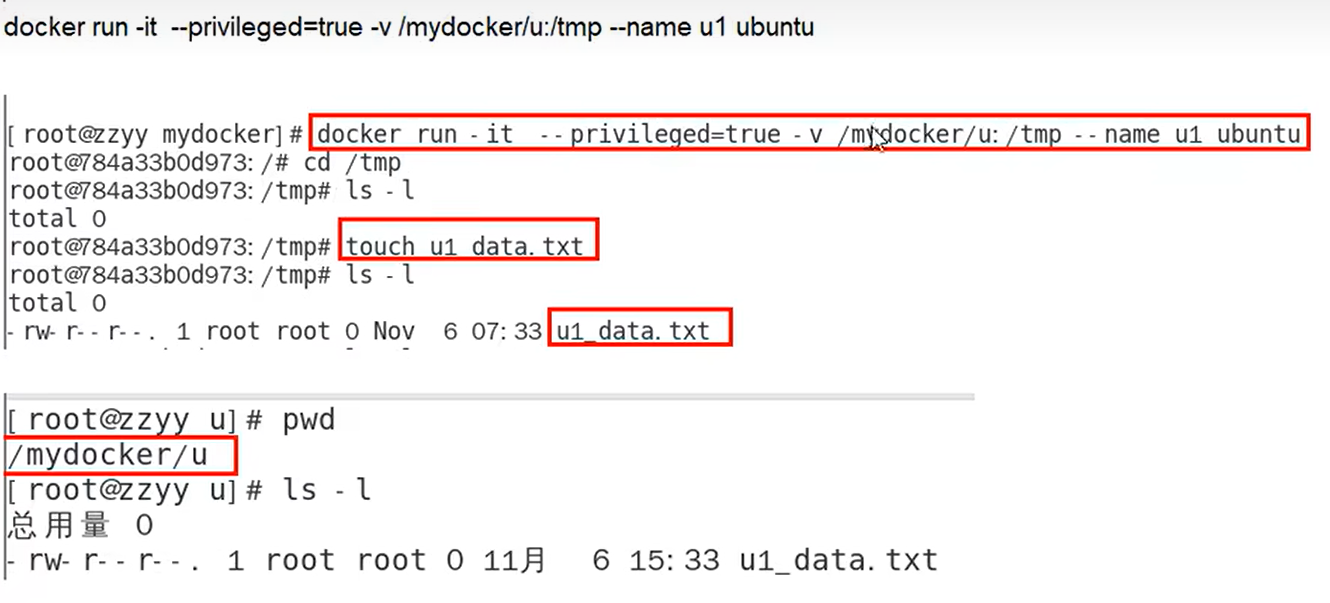 docker run -it --privileged=true -v /mydocker/u:/tmp --name u1 ubuntu
[root@zzyy mydocker]# docker run -it --privileged=true -v /mydocker/u:/tmp --name u1 ubuntu
root@784a33b0d973:/# cd /tmp
root@784a33b0d973:/tmp# ls -l
total 0
root@784a33b0d973:/tmp# touch u1_data.txt
root@784a33b0d973:/tmp# ls -l
total 0
-rw-r--r--. 1 root root 0 Nov 6 07:33 u1_data.txt
[root@zzyy u]# pwd
/mydocker/u
[root@zzyy u]# ls -l
总用量 0
-rw-r--r--. 1 root root 0 11月 6 15:33 u1_data.txt